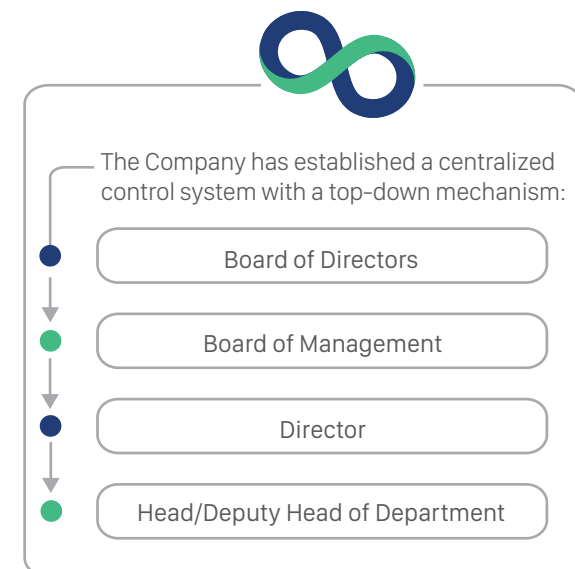 The Company has established a centralized
control system with a top-down mechanism:
Board of Directors
Board of Management
Director
Head/Deputy Head of Department